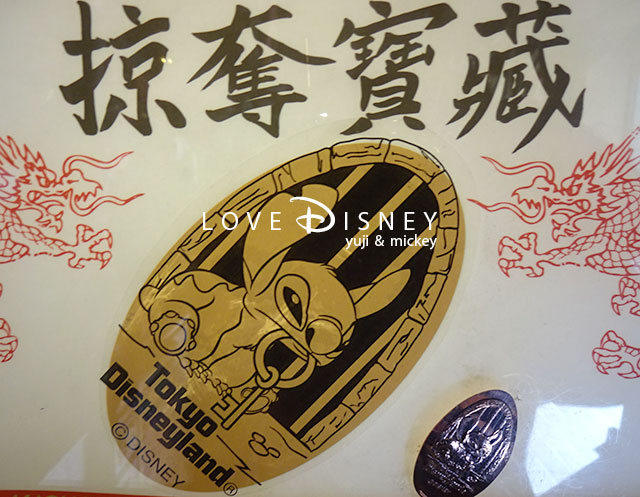 掠奪寶藏
LOVE DISNEY
yuji & mickey
Tokyo
Disneyland®
© DISNEY